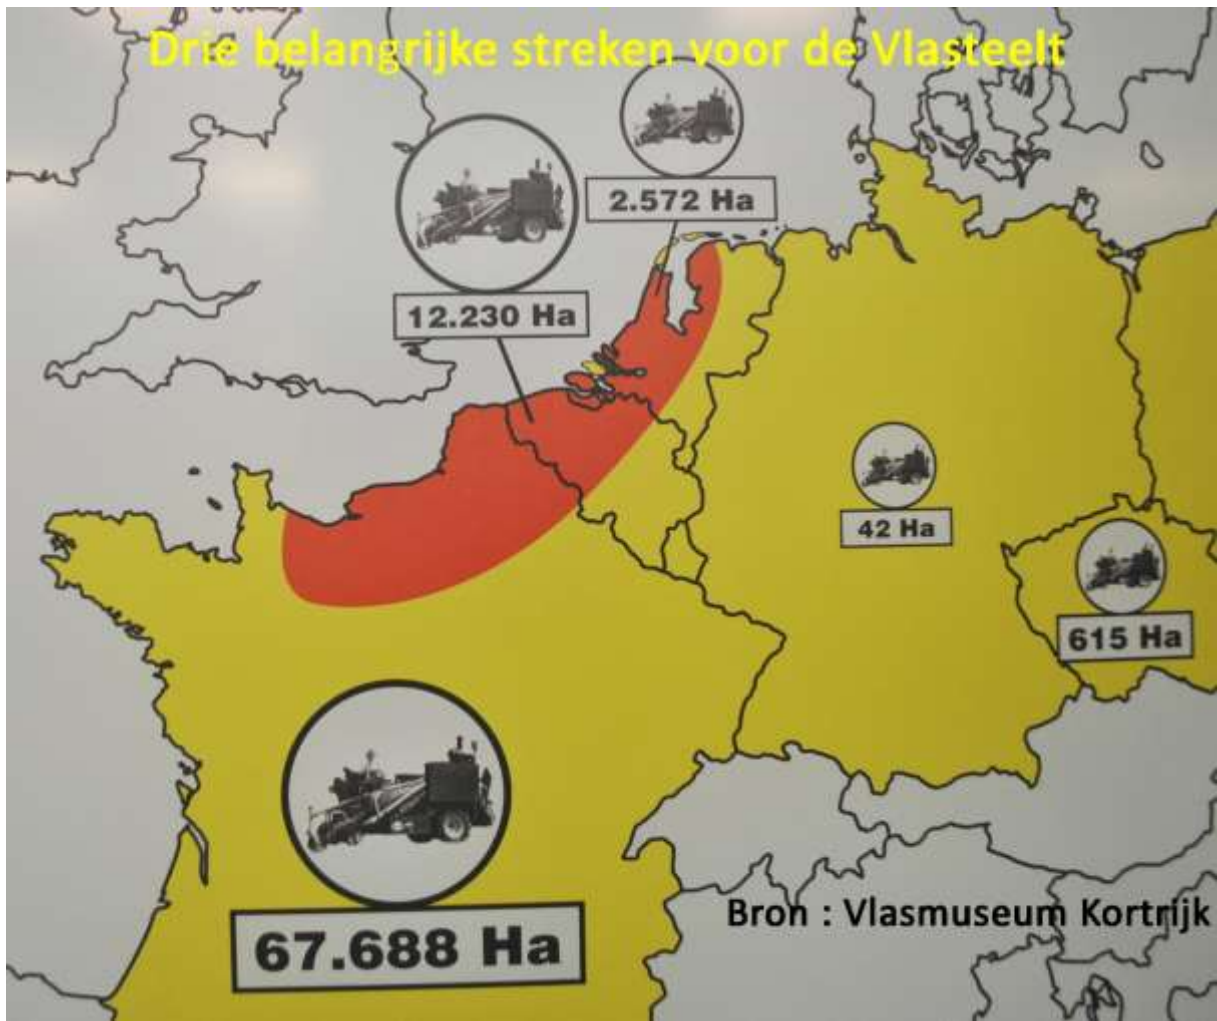 Drie belangrijke streken voor de Vlasteelt
2.572 Ha
12.230 Ha
42 Ha
615 Ha
67.688 Ha
Bron : Vlasmuseum Kortrijk